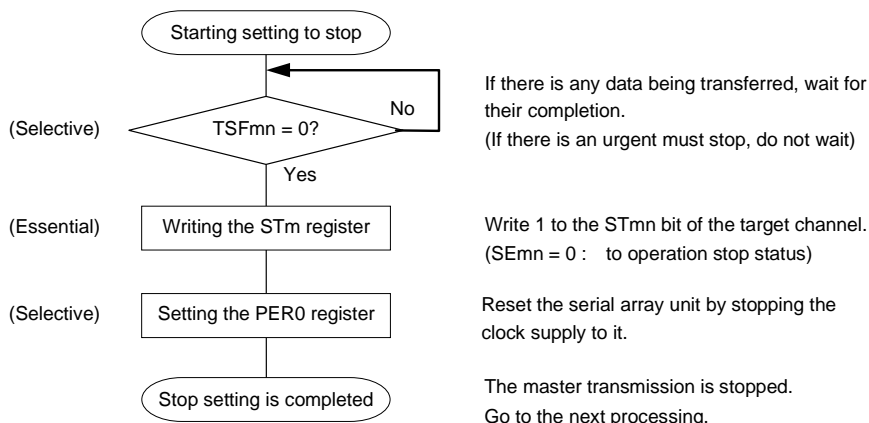 Starting setting to stop
If there is any data being transferred, wait for
their completion.
(If there is an urgent must stop, do not wait)
No
(Selective)
TSFmn = 0?
Yes
(Essential)
Writing the STm register
Write 1 to the STmn bit of the target channel.
(SEmn = 0 : to operation stop status)
(Selective)
Setting the PER0 register
Reset the serial array unit by stopping the
clock supply to it.
Stop setting is completed
The master transmission is stopped.
Go to the next processing.